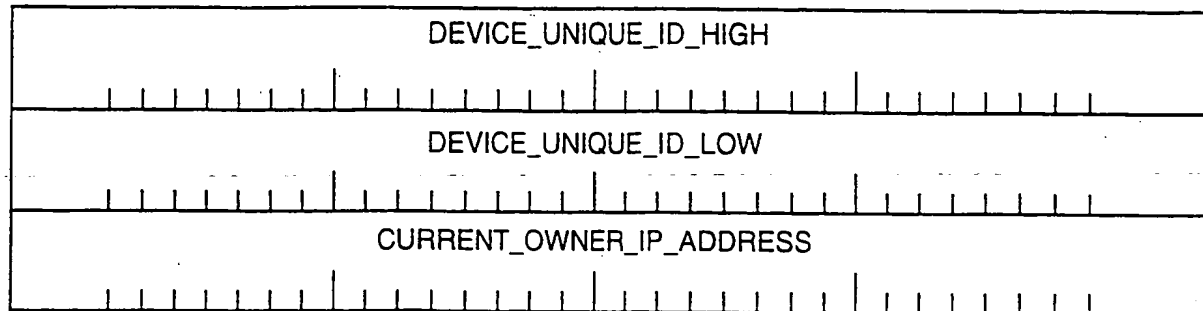 DEVICE_UNIQUE_ID_HIGH
DEVICE_UNIQUE_ID_LOW
CURRENT_OWNER_IP_ADDRESS